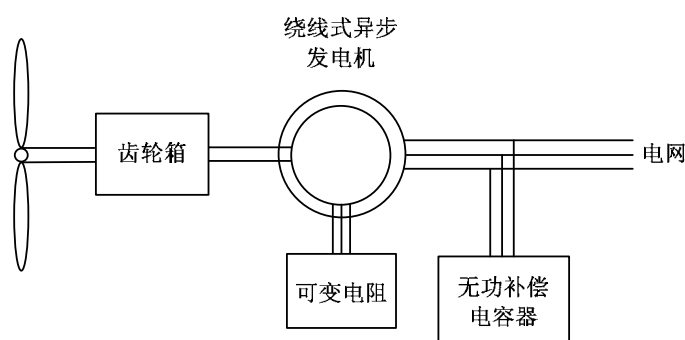 绕线式异步
发电机
齿轮箱
电网
可变电阻
无功补偿
电容器